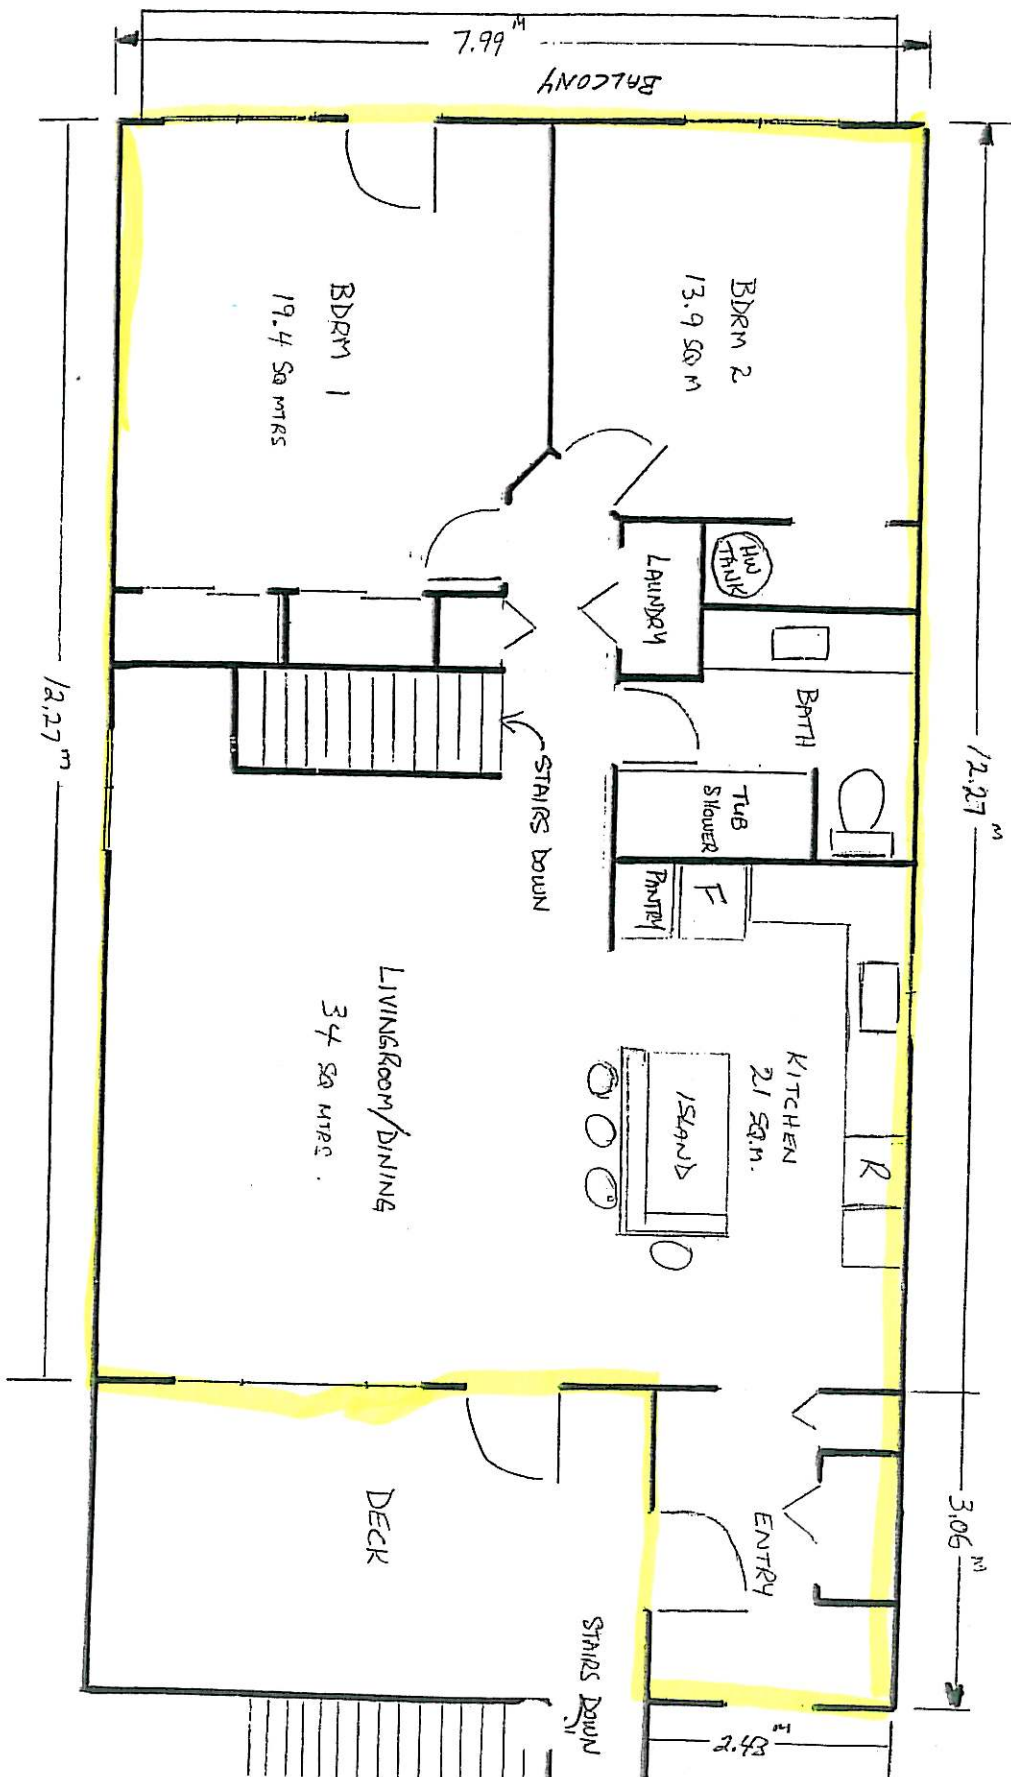 7.99 M
BALCONY
BDRM 2
13.9 SQ M
BDRM 1
19.4 SQ MTRS
HW
TANK
LAUNDRY
BATH
12.27 M
12.27 M
STAIRS DOWN
TUB
SHOWER
PANTRY
F
KITCHEN
21 SQ.M.
ISLAND
R
LIVINGROOM/DINING
34 SQ MTRS.
3.06 M
ENTRY
DECK
STAIRS DOWN
2.43 M